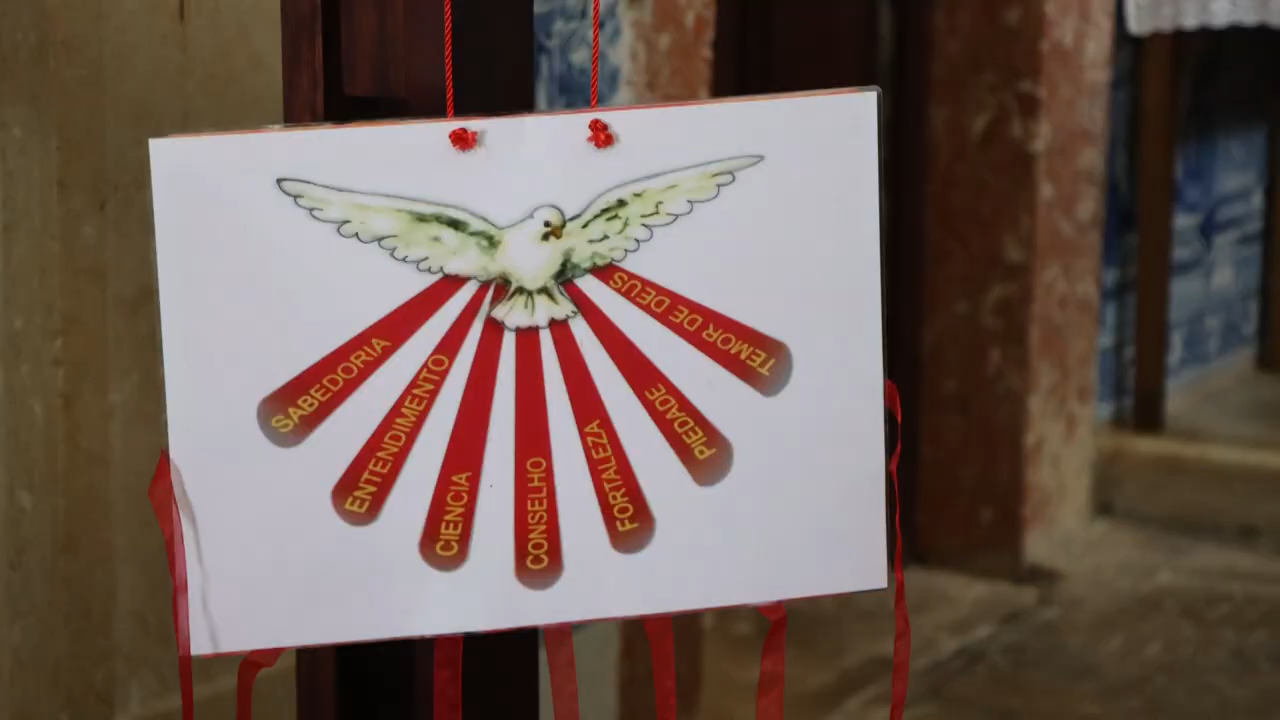 SABEDORIA
ENTENDIMENTO
CIENCIA
CONSELHO
FORTALEZA
PIEDADE
TEMOR DE DEUS